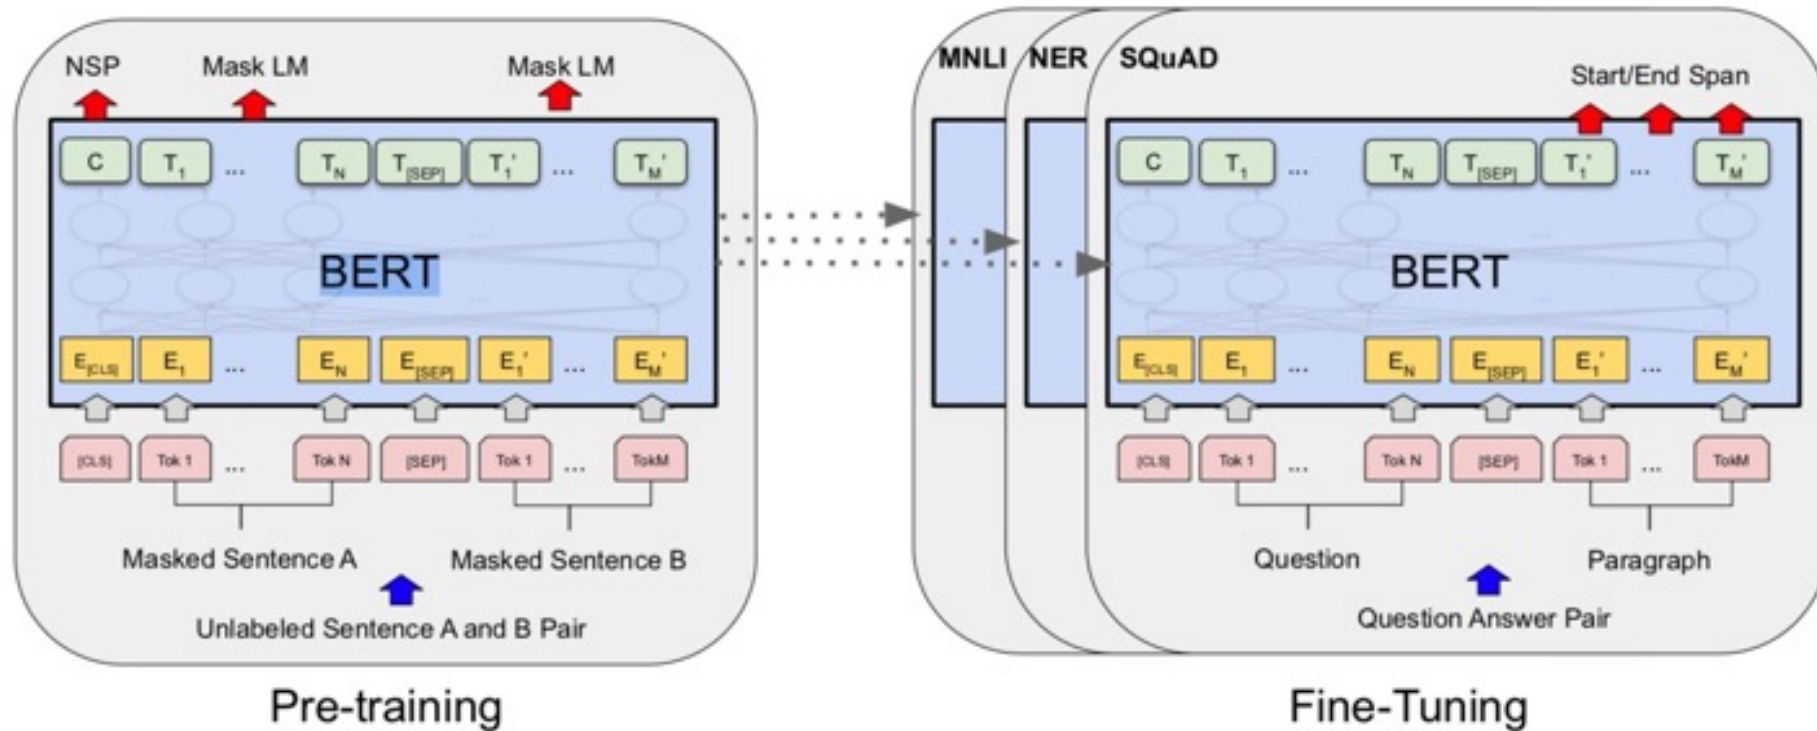 NSP Mask LM Mask LM
C T1 ... TN T[SEP] T1' ... TM'
BERT
E[CLS] E1 ... EN E[SEP] E1' ... EM'
[CLS] Tok 1 ... Tok N [SEP] Tok 1 ... TokM
Masked Sentence A Masked Sentence B
Unlabeled Sentence A and B Pair
Pre-training
MNLI NER SQuAD
Start/End Span
C T1 ... TN T[SEP] T1' ... TM'
BERT
E[CLS] E1 ... EN E[SEP] E1' ... EM'
[CLS] Tok 1 ... Tok N [SEP] Tok 1 ... TokM
Question Paragraph
Question Answer Pair
Fine-Tuning